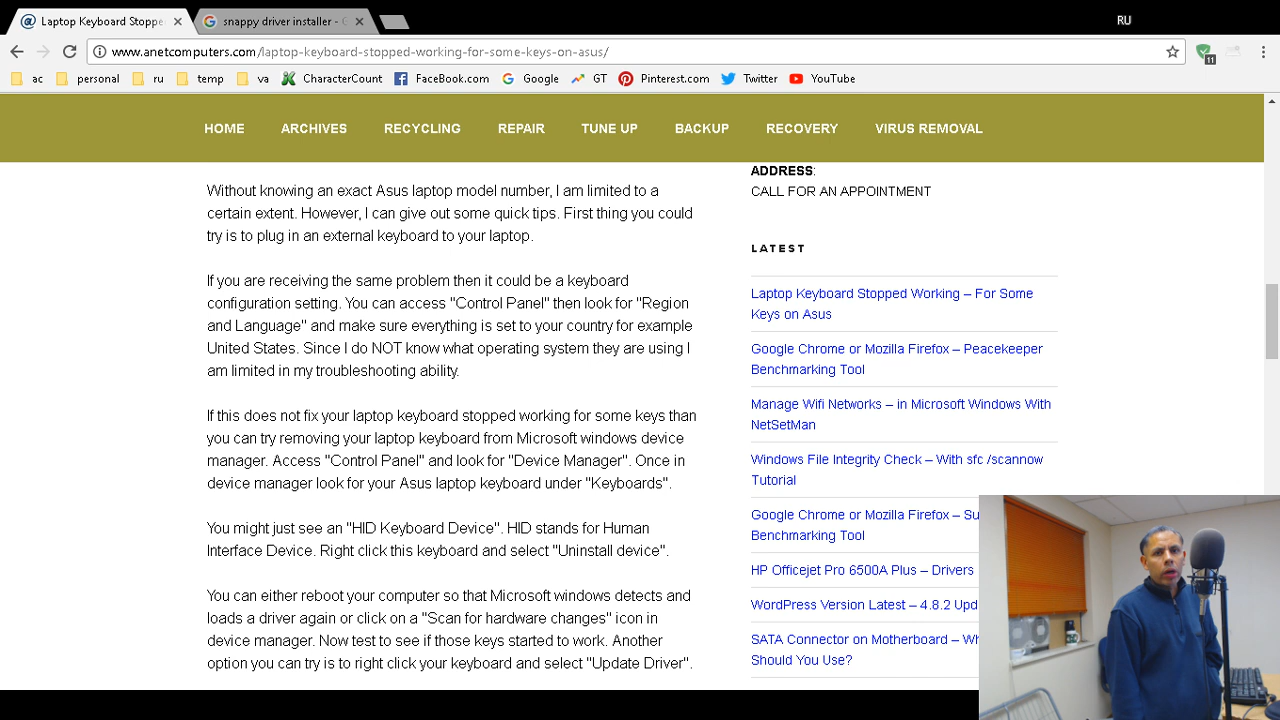 RU
Laptop Keyboard Stoppe
snappy driver installer - G
www.anetcomputers.com/laptop-keyboard-stopped-working-for-some-keys-on-asus/
11
ac personal ru temp va CharacterCount FaceBook.com Google GT Pinterest.com Twitter YouTube
HOME ARCHIVES RECYCLING REPAIR TUNE UP BACKUP RECOVERY VIRUS REMOVAL
Without knowing an exact Asus laptop model number, I am limited to a
certain extent. However, I can give out some quick tips. First thing you could
try is to plug in an external keyboard to your laptop.
If you are receiving the same problem then it could be a keyboard
configuration setting. You can access "Control Panel" then look for "Region
and Language" and make sure everything is set to your country for example
United States. Since I do NOT know what operating system they are using I
am limited in my troubleshooting ability.
If this does not fix your laptop keyboard stopped working for some keys than
you can try removing your laptop keyboard from Microsoft windows device
manager. Access "Control Panel" and look for "Device Manager". Once in
device manager look for your Asus laptop keyboard under "Keyboards".
You might just see an "HID Keyboard Device". HID stands for Human
Interface Device. Right click this keyboard and select "Uninstall device".
You can either reboot your computer so that Microsoft windows detects and
loads a driver again or click on a "Scan for hardware changes" icon in
device manager. Now test to see if those keys started to work. Another
option you can try is to right click your keyboard and select "Update Driver".
ADDRESS:
CALL FOR AN APPOINTMENT
LATEST
Laptop Keyboard Stopped Working – For Some
Keys on Asus
Google Chrome or Mozilla Firefox – Peacekeeper
Benchmarking Tool
Manage Wifi Networks – in Microsoft Windows With
NetSetMan
Windows File Integrity Check – With sfc /scannow
Tutorial
Google Chrome or Mozilla Firefox – Su
Benchmarking Tool
HP Officejet Pro 6500A Plus – Drivers
WordPress Version Latest – 4.8.2 Upd
SATA Connector on Motherboard – Wh
Should You Use?